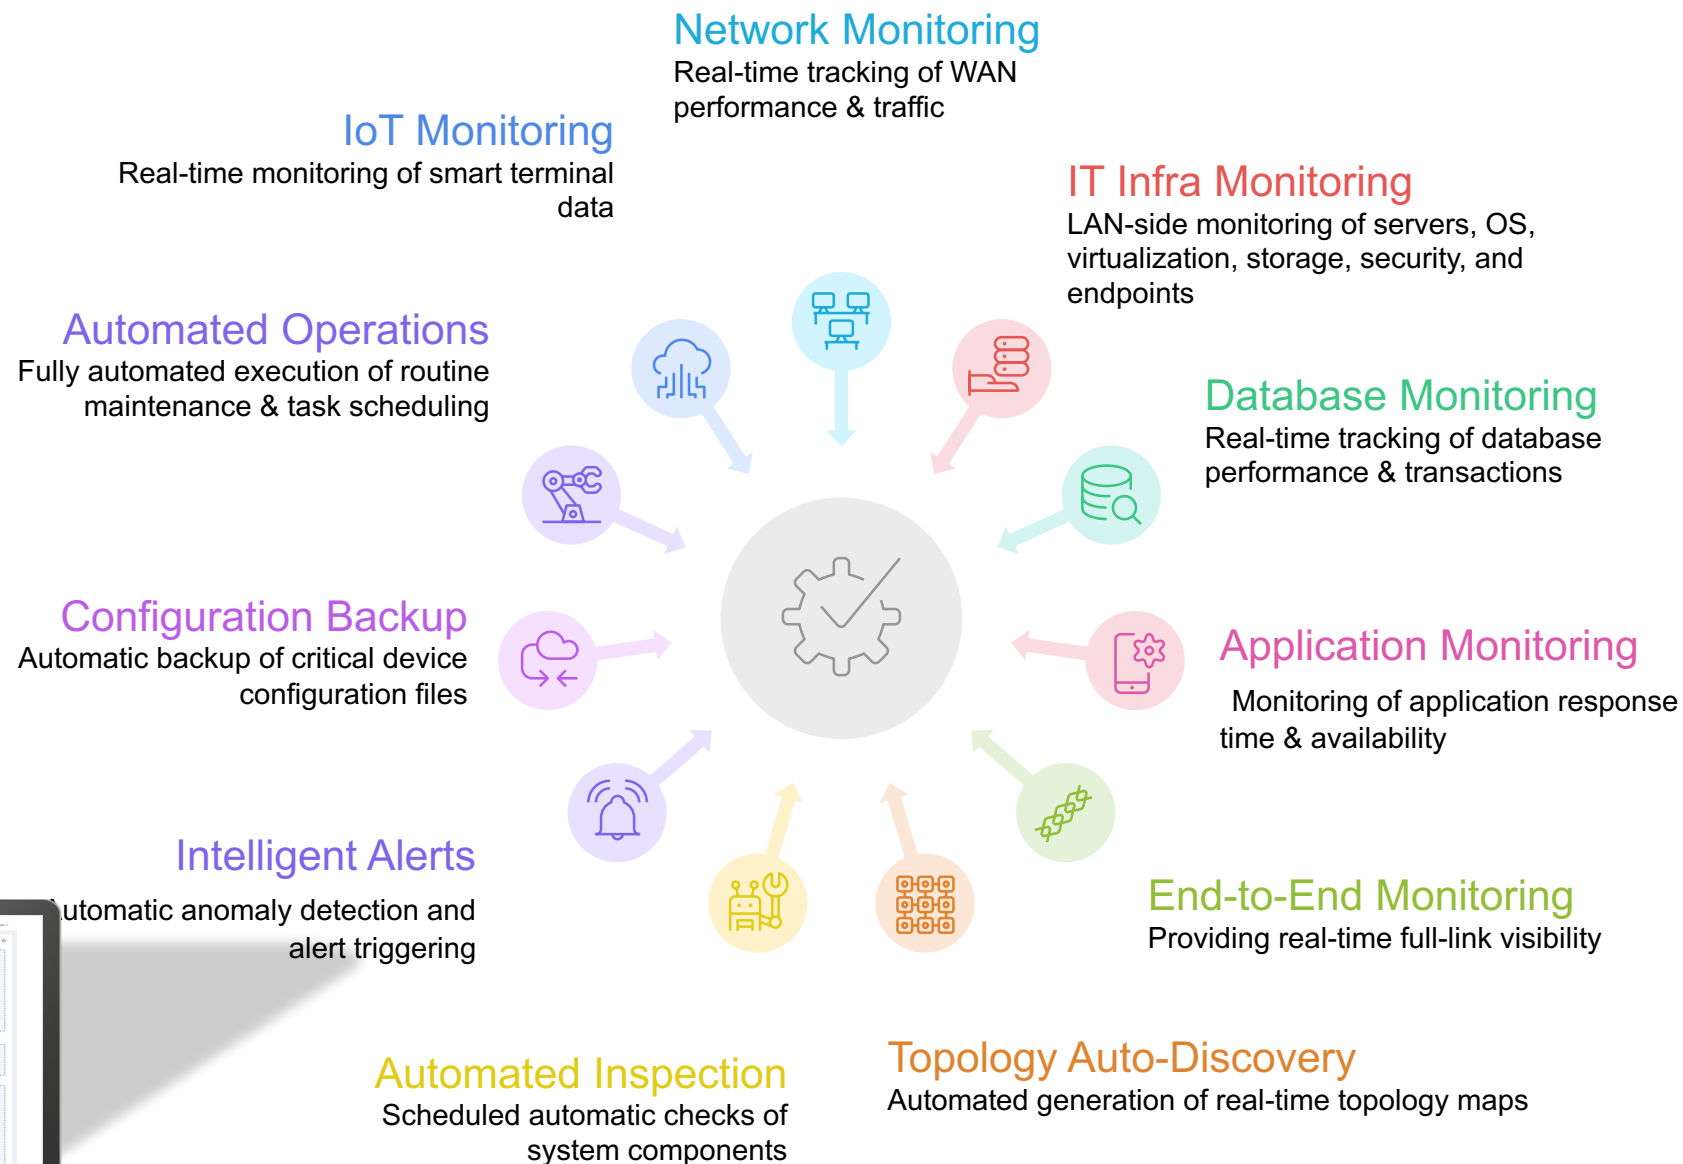 Network Monitoring
Real-time tracking of WAN
performance & traffic
IoT Monitoring
Real-time monitoring of smart terminal
data
IT Infra Monitoring
LAN-side monitoring of servers, OS,
virtualization, storage, security, and
endpoints
Automated Operations
Fully automated execution of routine
maintenance & task scheduling
Database Monitoring
Real-time tracking of database
performance & transactions
Configuration Backup
Automatic backup of critical device
configuration files
Application Monitoring
Monitoring of application response
time & availability
Intelligent Alerts
Automatic anomaly detection and
alert triggering
End-to-End Monitoring
Providing real-time full-link visibility
Automated Inspection
Scheduled automatic checks of
system components
Topology Auto-Discovery
Automated generation of real-time topology maps